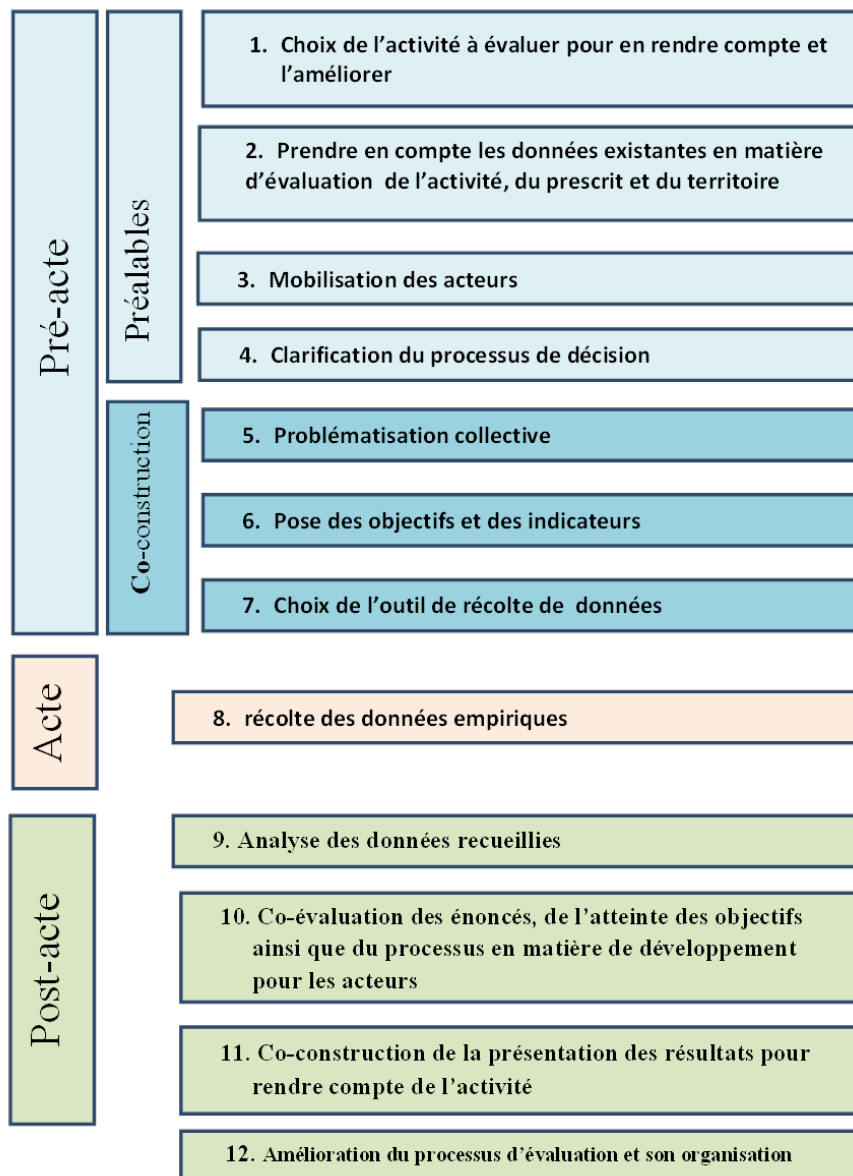 Pré-acte
Préalables
1. Choix de l’activité à évaluer pour en rendre compte et
l’améliorer
2. Prendre en compte les données existantes en matière
d’évaluation de l’activité, du prescrit et du territoire
3. Mobilisation des acteurs
4. Clarification du processus de décision
Co-construction
5. Problématisation collective
6. Pose des objectifs et des indicateurs
7. Choix de l’outil de récolte de données
Acte
8. récolte des données empiriques
Post-acte
9. Analyse des données recueillies
10. Co-évaluation des énoncés, de l’atteinte des objectifs
ainsi que du processus en matière de développement
pour les acteurs
11. Co-construction de la présentation des résultats pour
rendre compte de l’activité
12. Amélioration du processus d’évaluation et son organisation